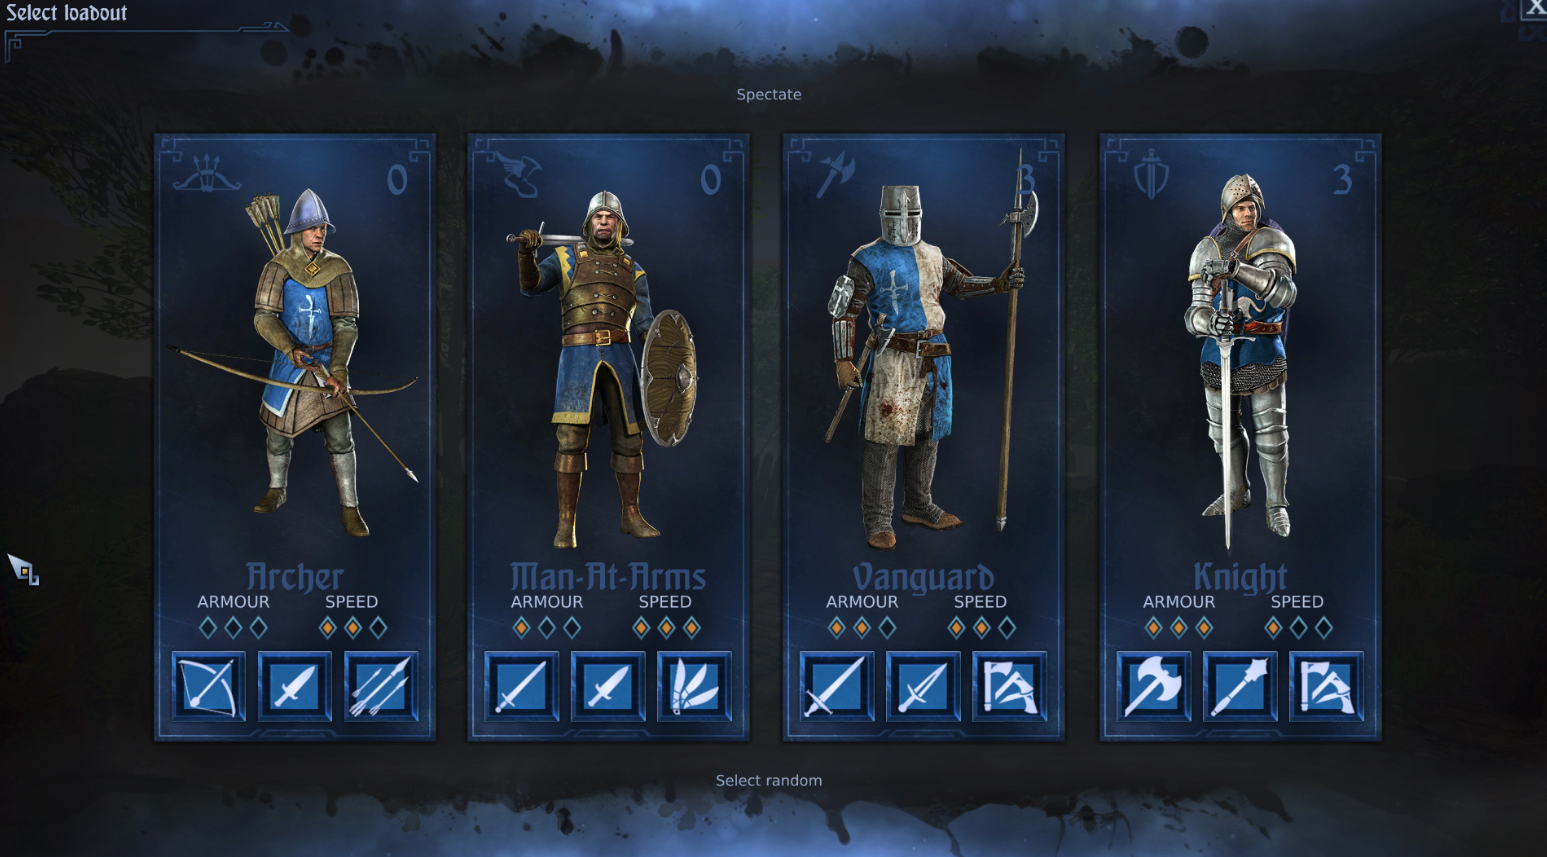 Select loadout
X
Spectate
0
0
3
3
Archer
ARMOUR SPEED
Man-At-Arms
ARMOUR SPEED
Vanguard
ARMOUR SPEED
Knight
ARMOUR SPEED
Select random